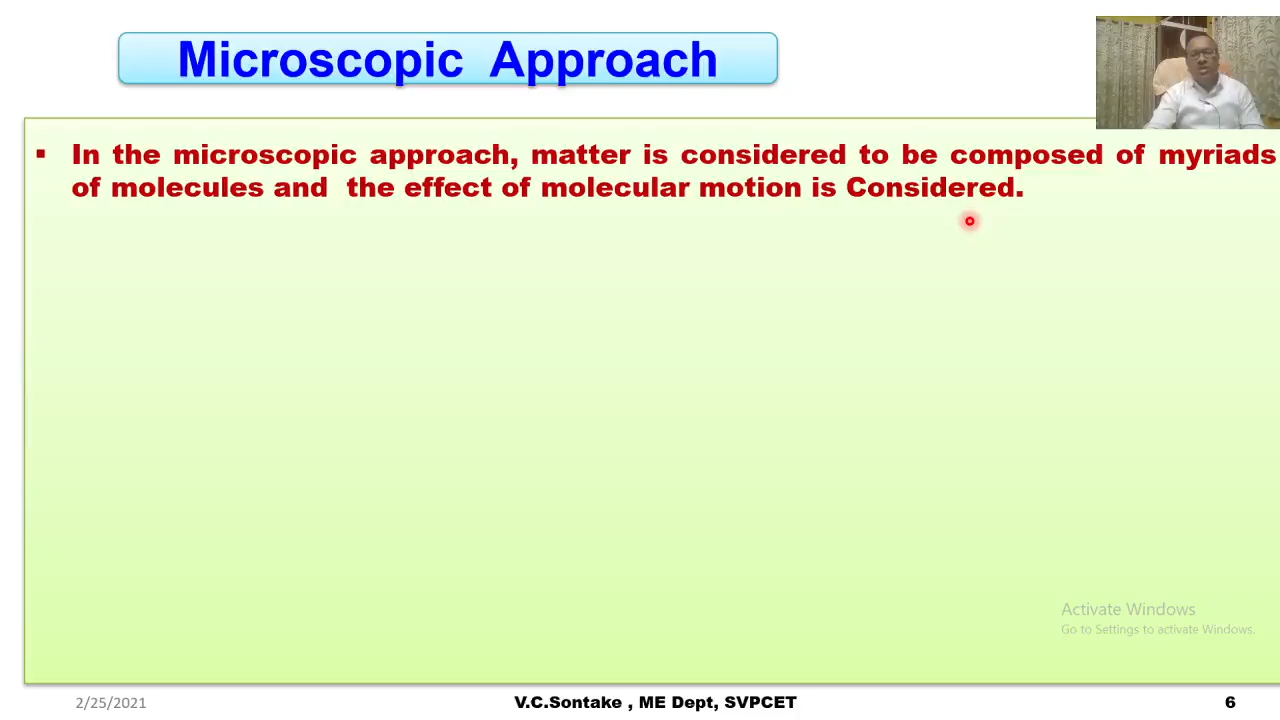 Microscopic Approach
▪ In the microscopic approach, matter is considered to be composed of myriads
of molecules and the effect of molecular motion is Considered.
Activate Windows
Go to Settings to activate Windows.
2/25/2021
V.C.Sontake , ME Dept, SVPCET
6